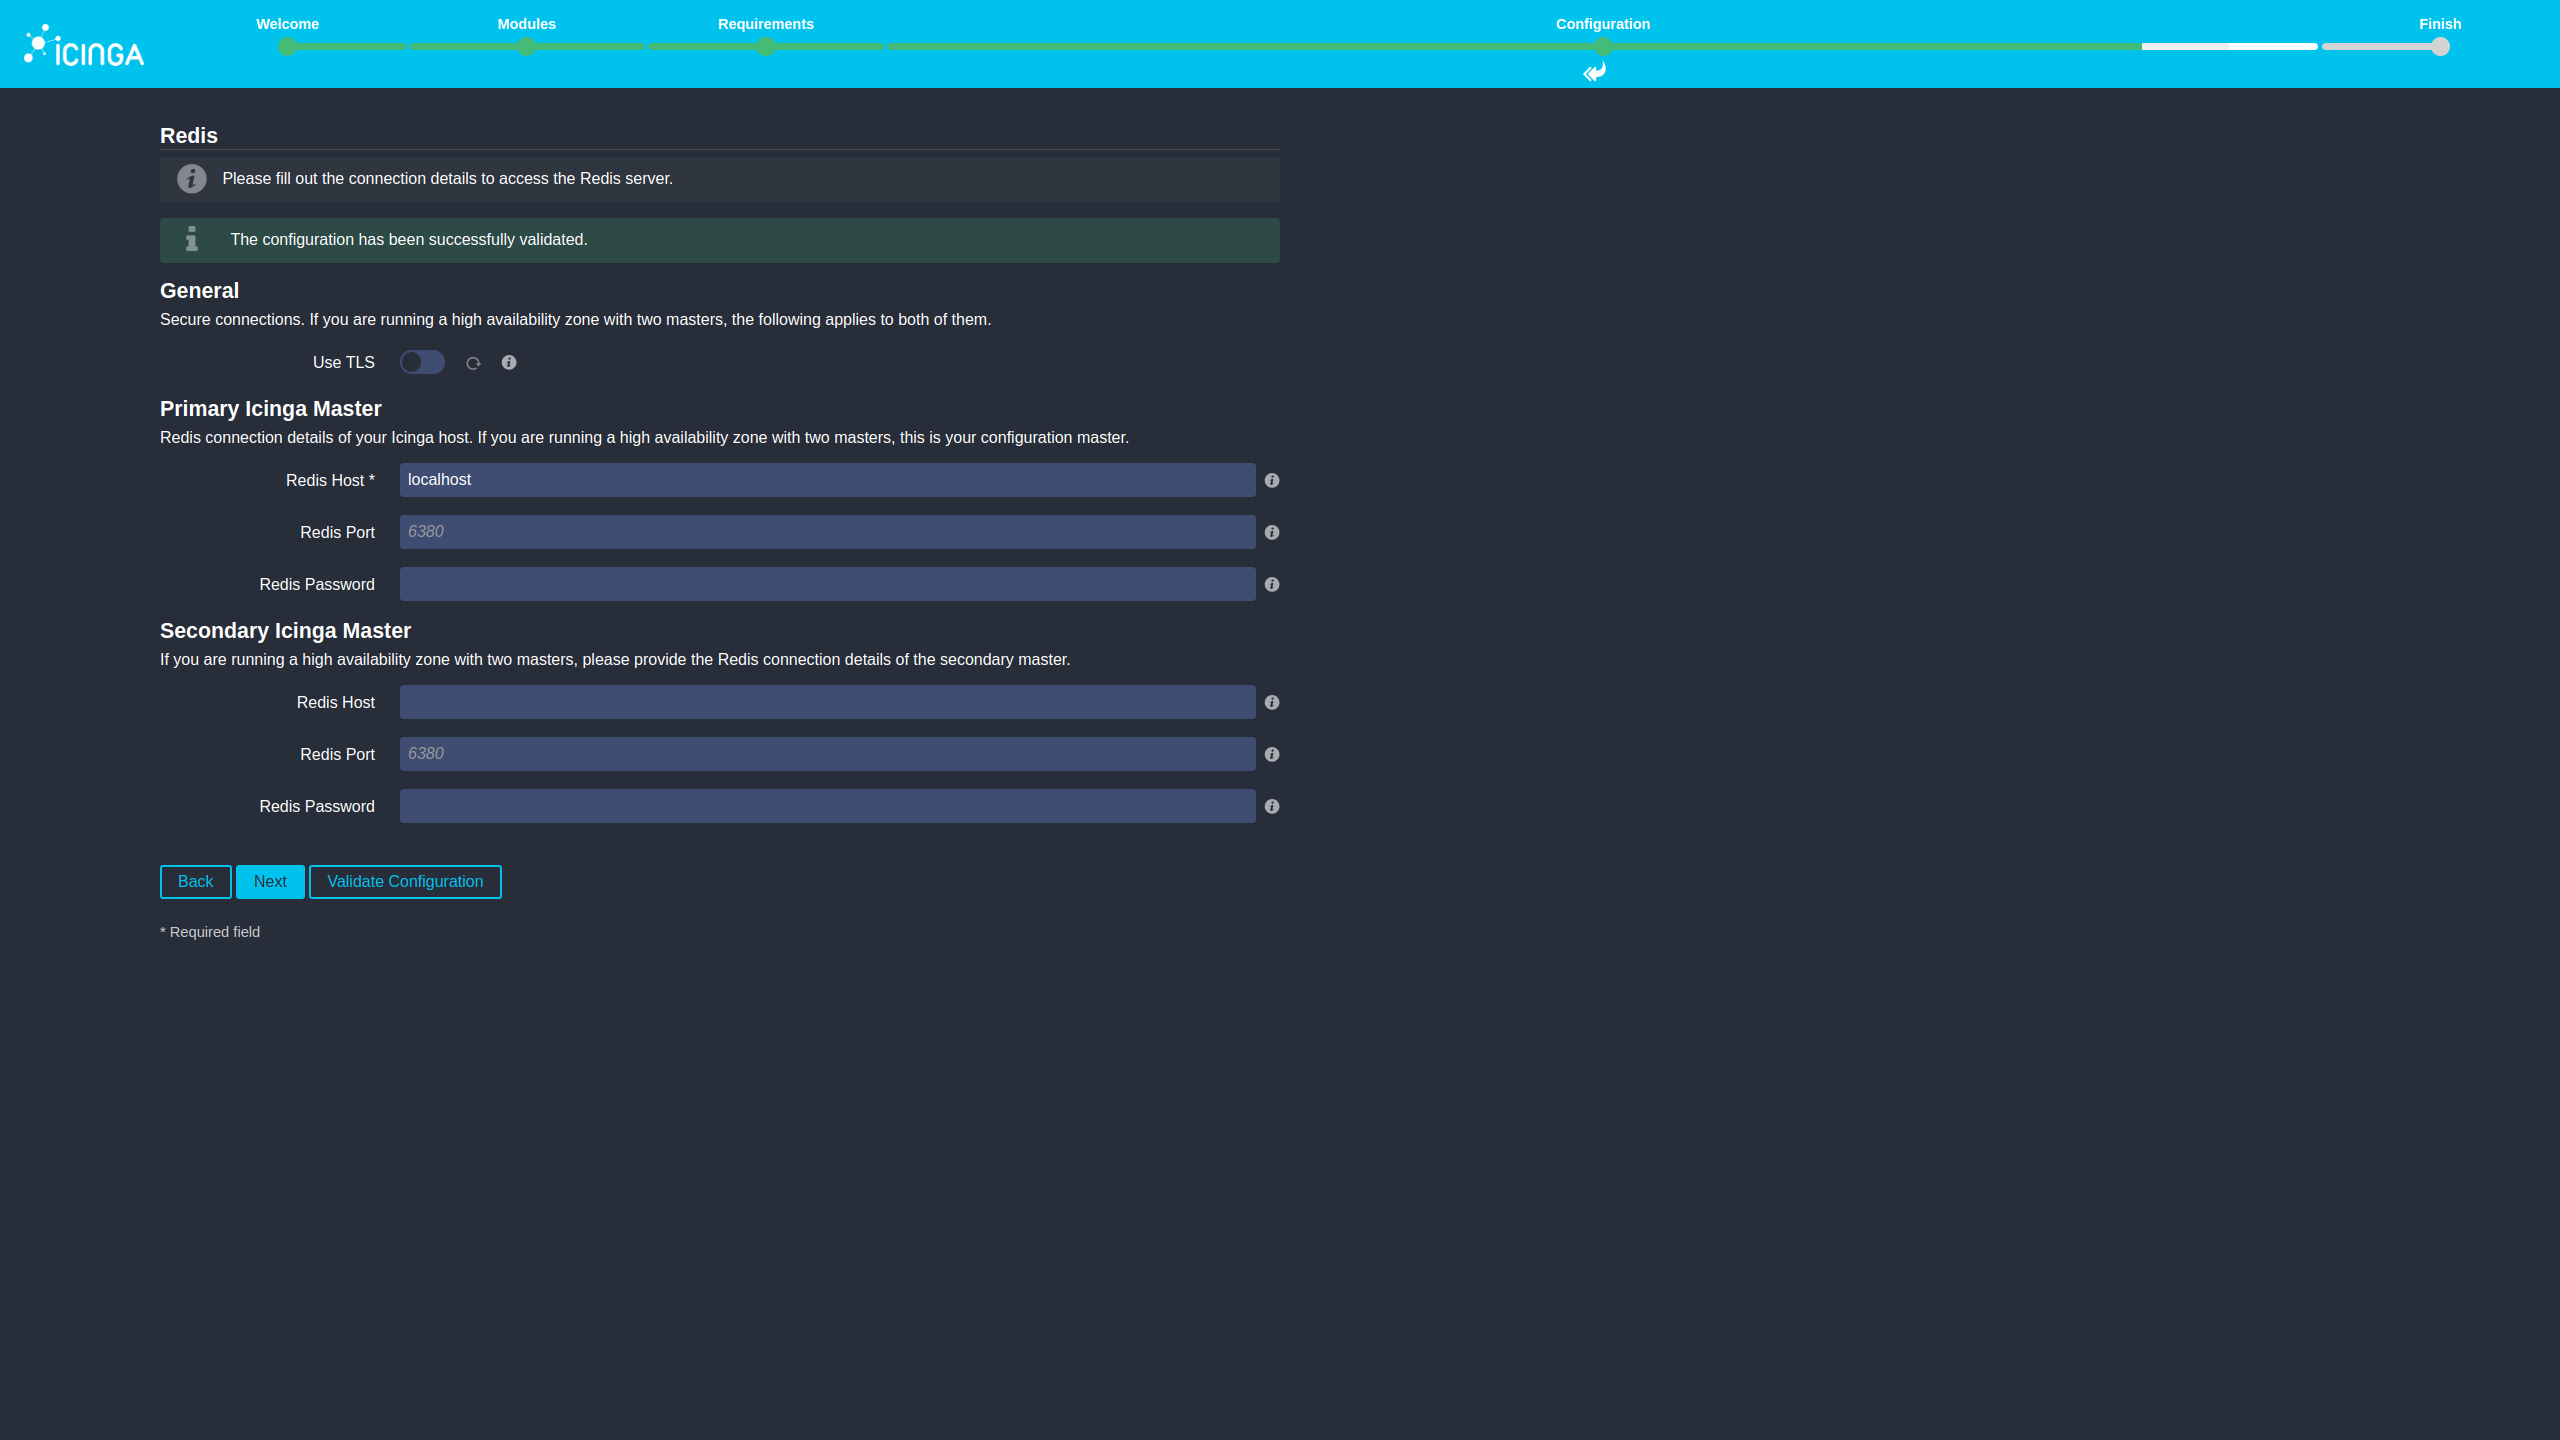 Welcome
Modules
Requirements
Configuration
Finish
ICINGA
Redis
Please fill out the connection details to access the Redis server.
The configuration has been successfully validated.
General
Secure connections. If you are running a high availability zone with two masters, the following applies to both of them.
Use TLS
Primary Icinga Master
Redis connection details of your Icinga host. If you are running a high availability zone with two masters, this is your configuration master.
Redis Host * localhost
Redis Port 6380
Redis Password
Secondary Icinga Master
If you are running a high availability zone with two masters, please provide the Redis connection details of the secondary master.
Redis Host
Redis Port 6380
Redis Password
Back Next Validate Configuration
* Required field